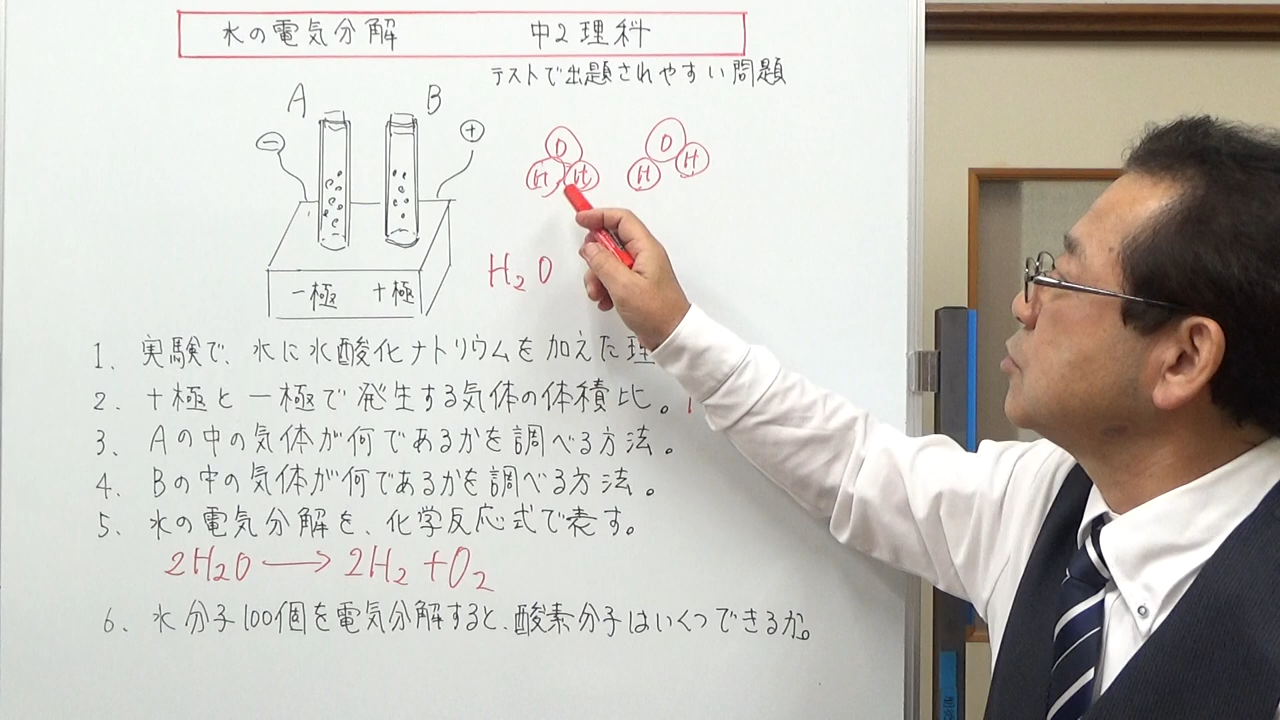 水の電気分解 中2理科
テストで出題されやすい問題
A B
− +
O O
H H H H
H2O
−極 +極
1. 実験で、水に水酸化ナトリウムを加えた理
2. +極と−極で発生する気体の体積比。
3. Aの中の気体が何であるかを調べる方法。
4. Bの中の気体が何であるかを調べる方法。
5. 水の電気分解を、化学反応式で表す。
2H2O → 2H2 + O2
6. 水分子100個を電気分解すると、酸素分子はいくつできるか。